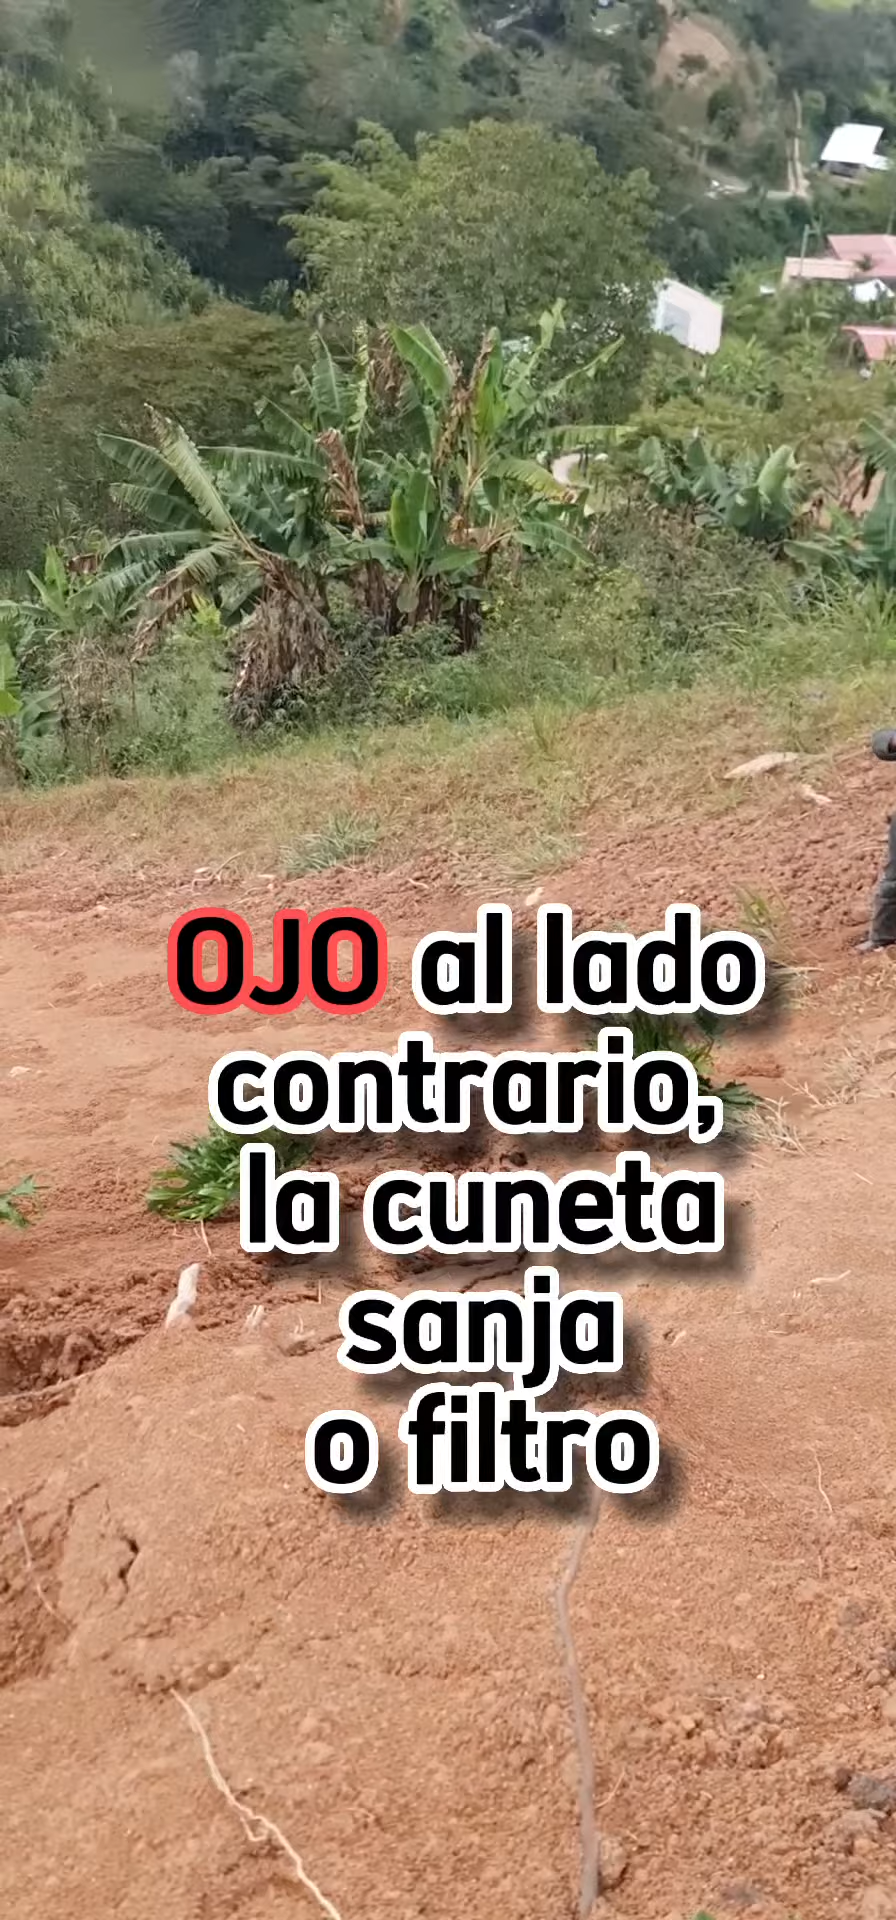 OJO al lado
contrario,
la cuneta
sanja
o filtro